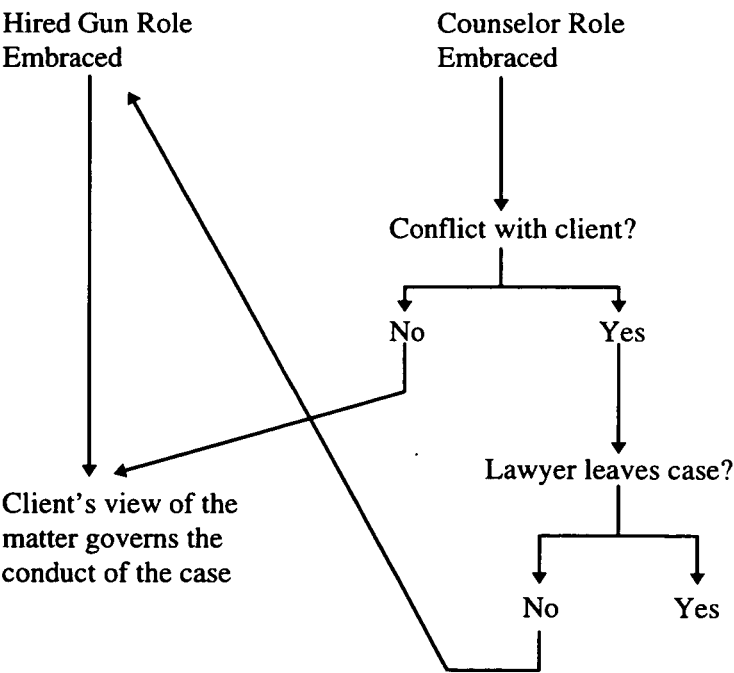 Hired Gun Role
Embraced
Counselor Role
Embraced
Conflict with client?
No
Yes
Lawyer leaves case?
Client’s view of the
matter governs the
conduct of the case
No
Yes